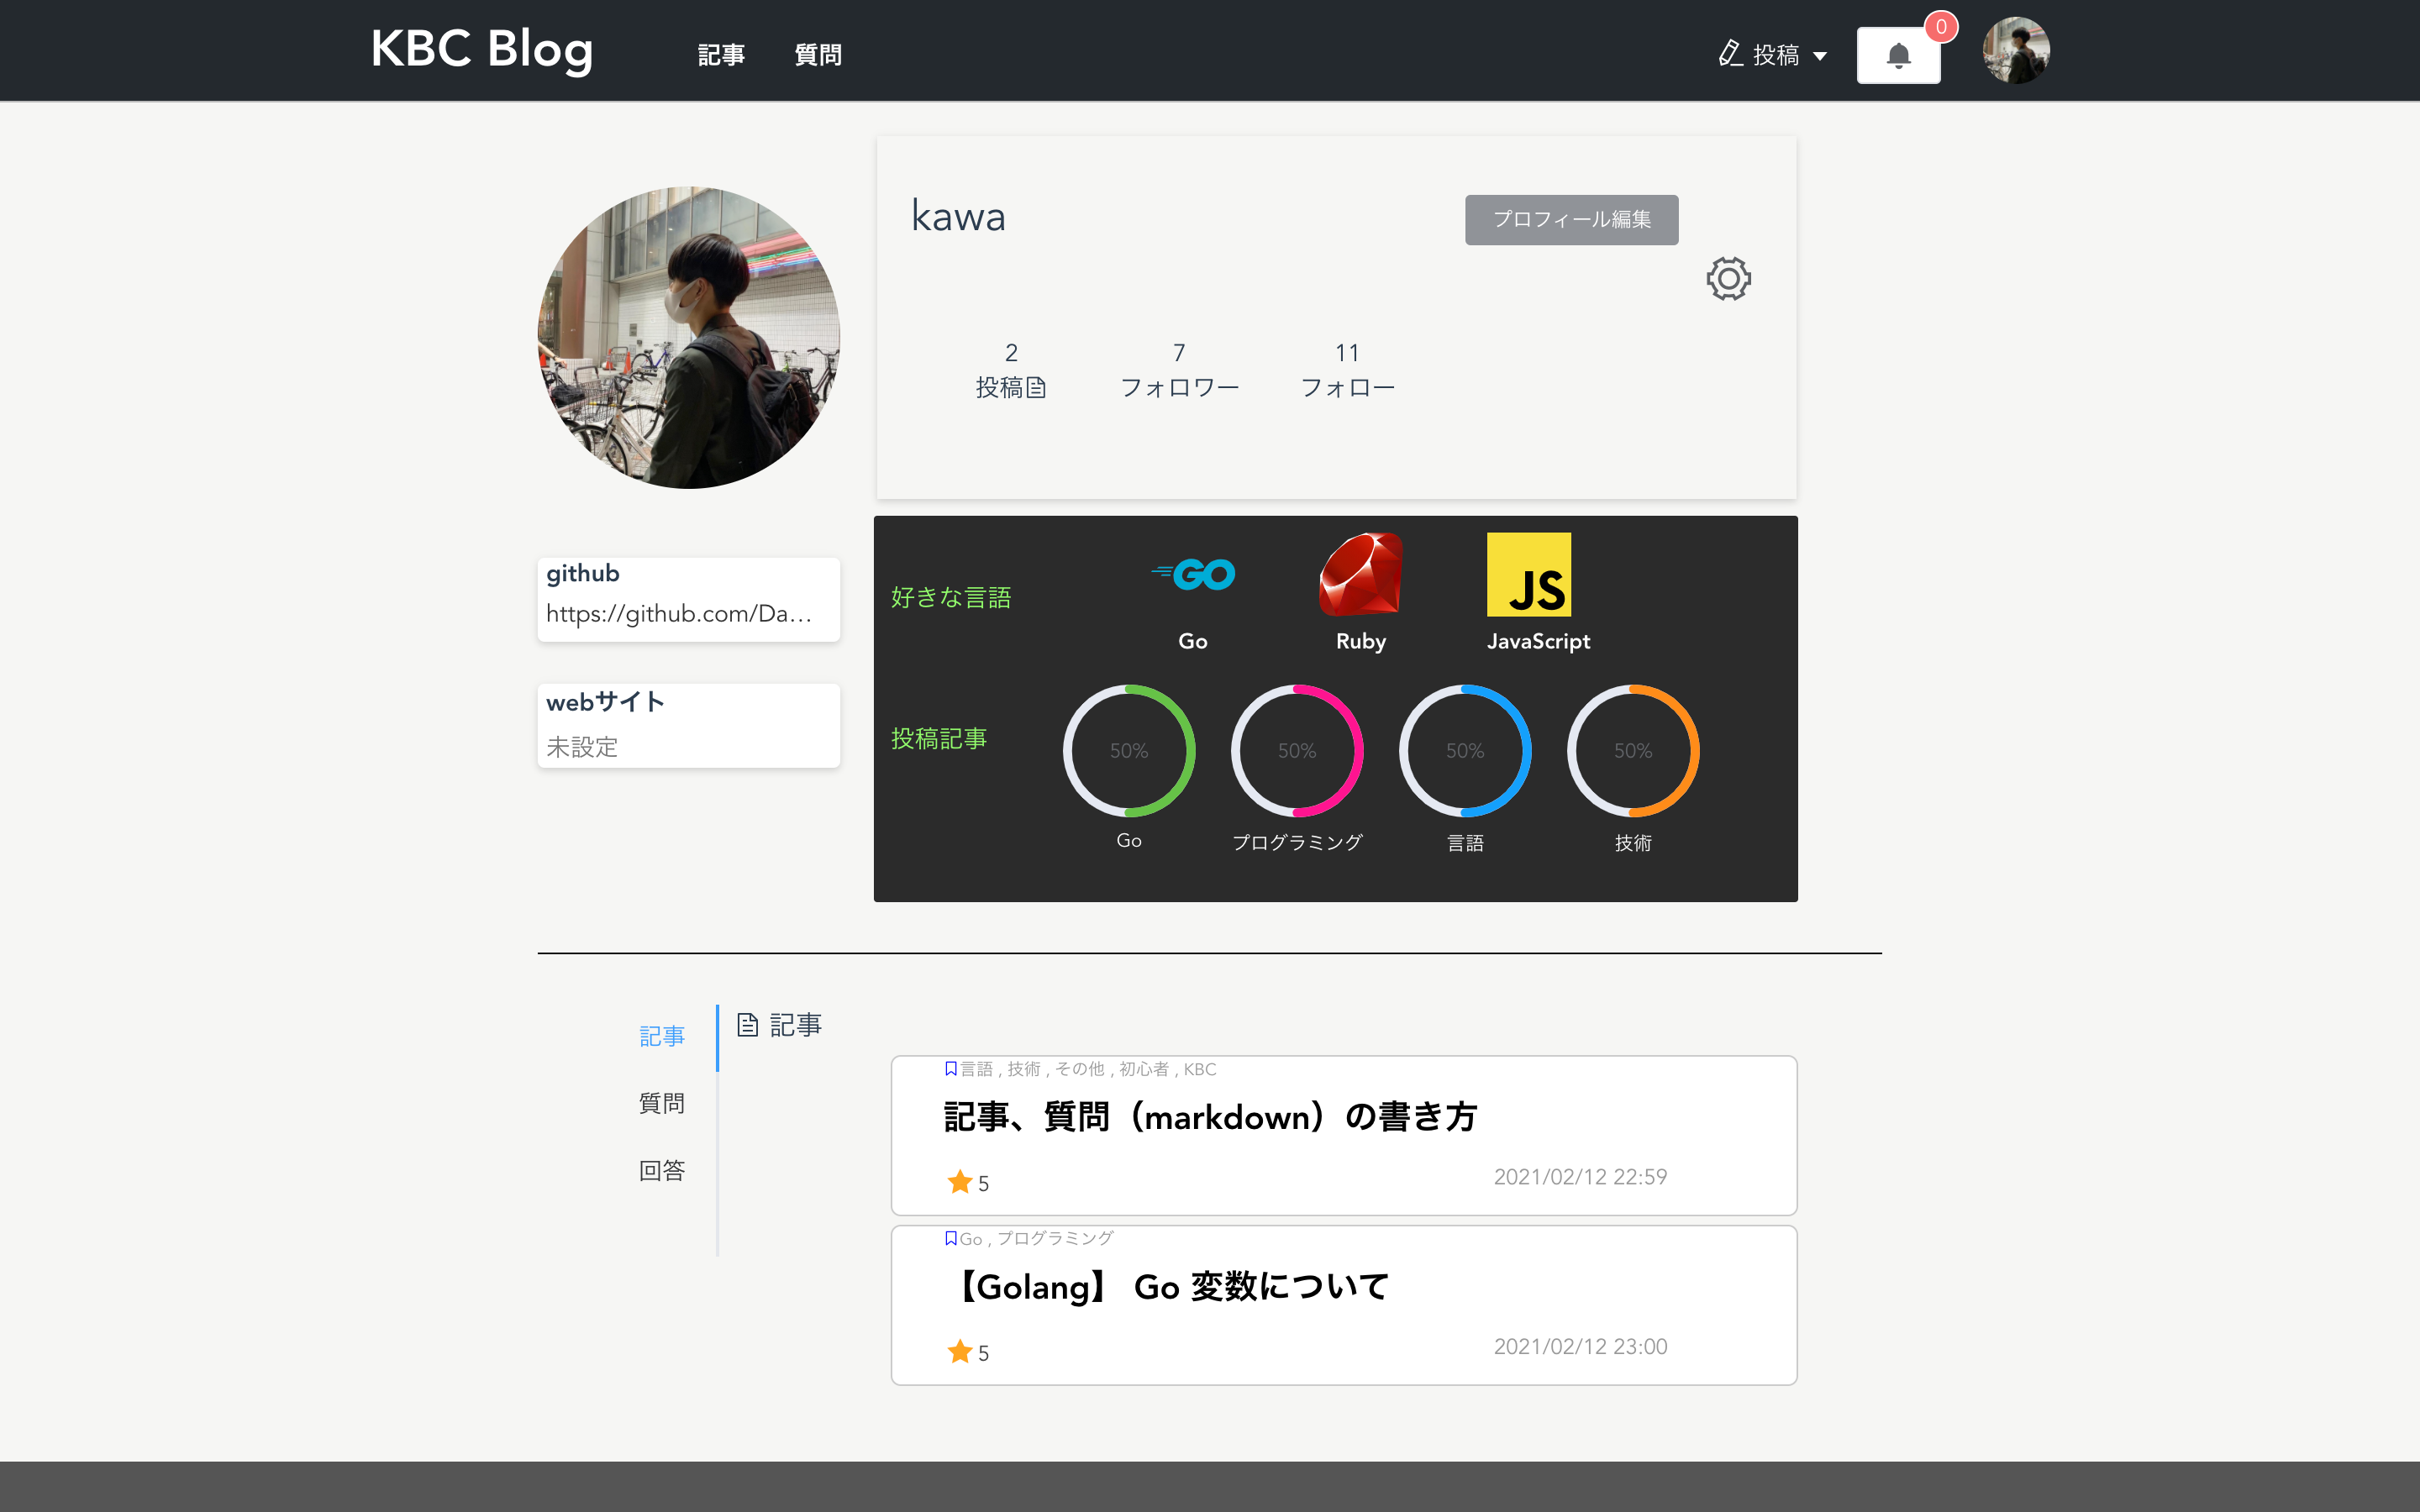 KBC Blog
記事
質問
投稿
0
kawa
プロフィール編集
2
投稿
7
フォロワー
11
フォロー
github
https://github.com/Da...
webサイト
未設定
好きな言語
GO
Go
Ruby
JS
JavaScript
投稿記事
50%
Go
50%
プログラミング
50%
言語
50%
技術
記事
質問
回答
記事
言語 , 技術 , その他 , 初心者 , KBC
記事、質問（markdown）の書き方
5
2021/02/12 22:59
Go , プログラミング
【Golang】 Go 変数について
5
2021/02/12 23:00